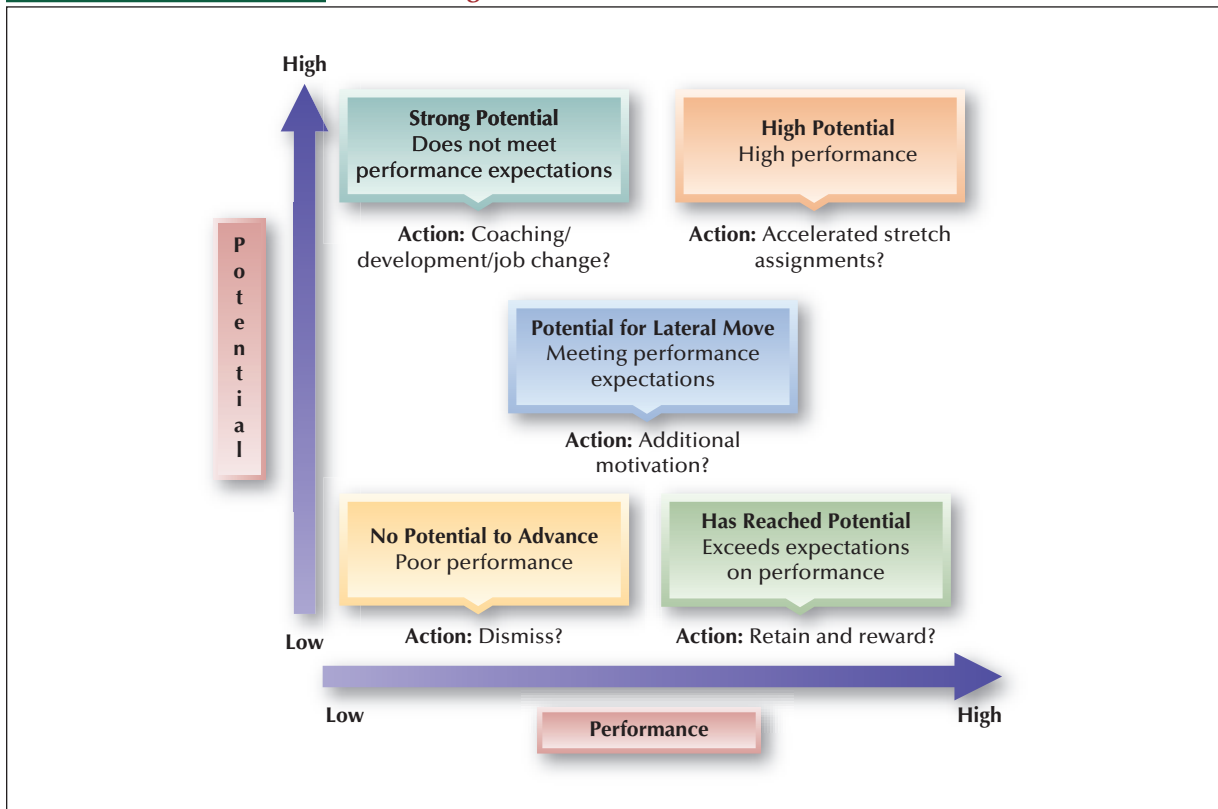 High
Strong Potential
Does not meet
performance expectations
High Potential
High performance
Action: Coaching/
development/job change?
Action: Accelerated stretch
assignments?
Potential
Potential for Lateral Move
Meeting performance
expectations
Action: Additional
motivation?
No Potential to Advance
Poor performance
Has Reached Potential
Exceeds expectations
on performance
Action: Dismiss?
Action: Retain and reward?
Low
Low
High
Performance